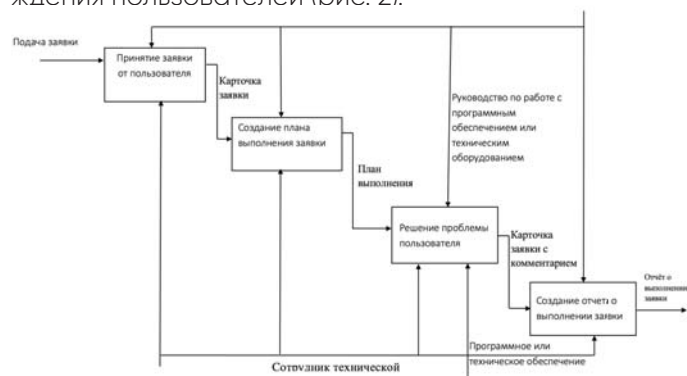 ждения пользователей (рис. 2).
Подача заявки
Принятие заявки
от пользователя
Карточка
заявки
Создание плана
выполнения заявки
План
выполнения
Руководство по работе с
программным
обеспечением или
техническим
оборудованием
Решение проблемы
пользователя
Карточка
заявки с
комментарием
Создание отчета о
выполнении заявки
Отчёт о
выполнении
заявки
Программное или
техническое обеспечение
Сотрудник технической